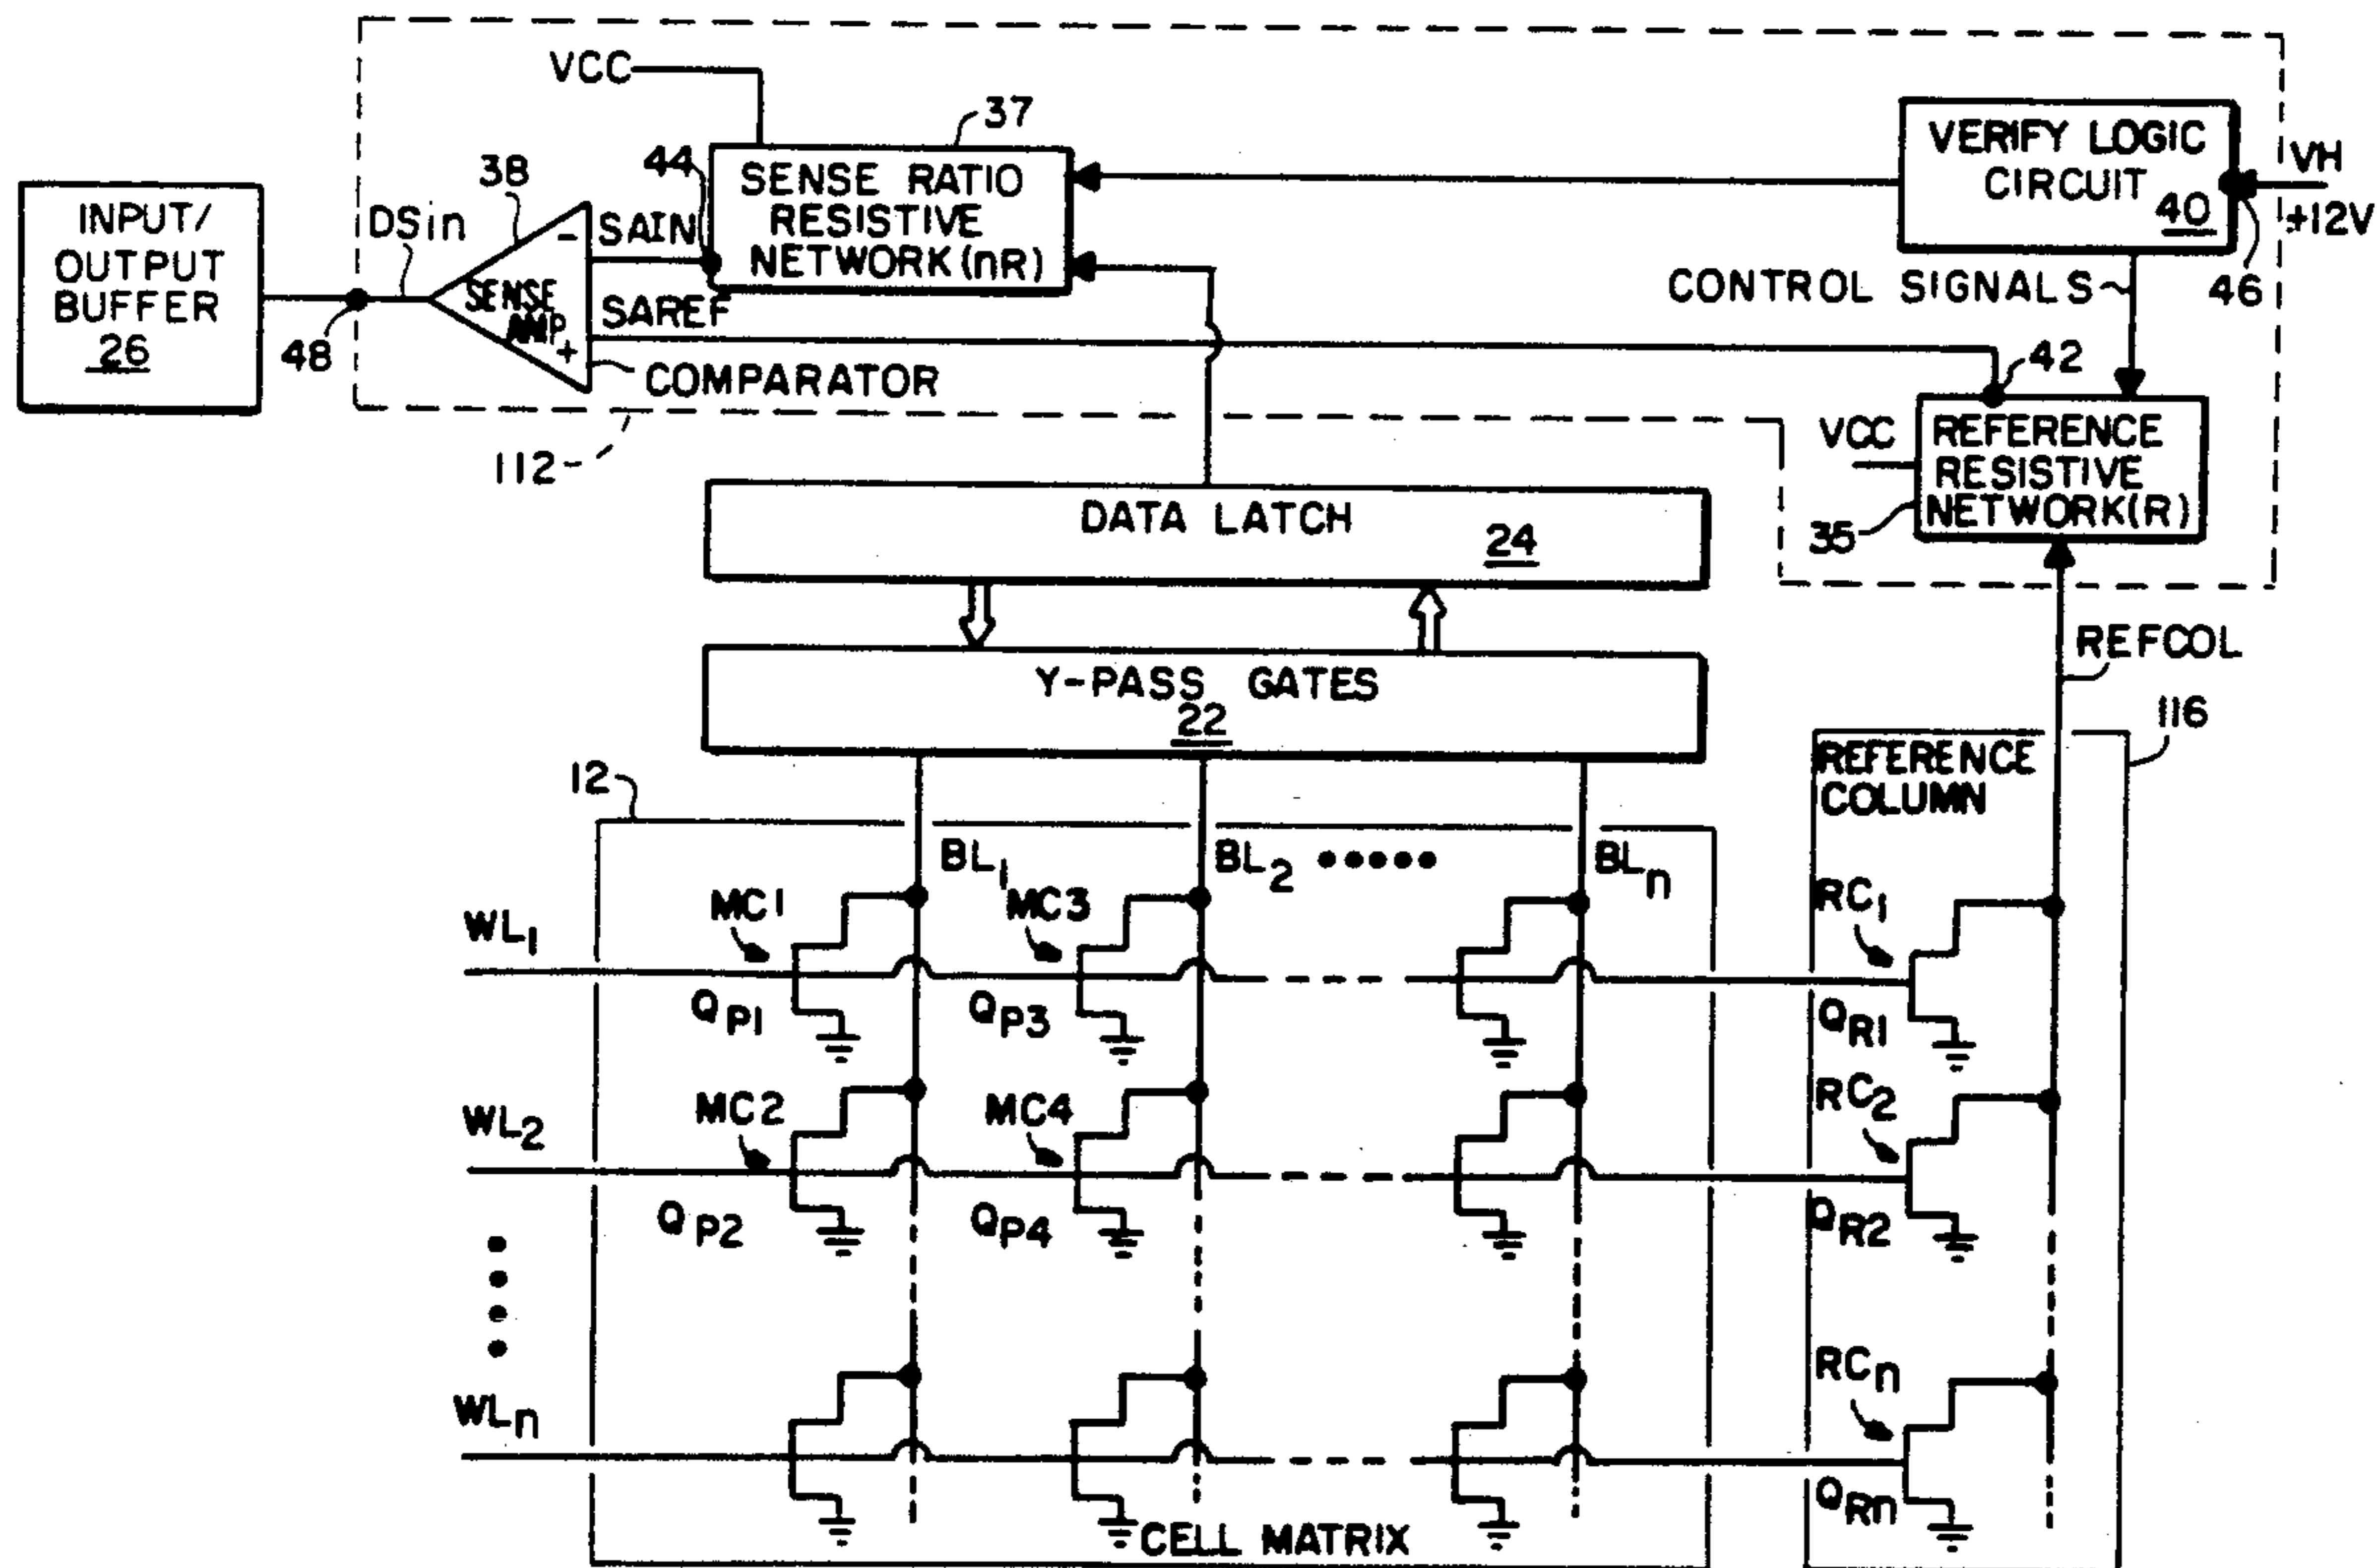 VCC
37
44
SENSE RATIO
RESISTIVE
NETWORK(nR)
VERIFY LOGIC
CIRCUIT 40
VH
+12V
46
INPUT/
OUTPUT
BUFFER
26
DSin
38
-
SAIN
SENSE
AMP
+
SAREF
48
COMPARATOR
CONTROL SIGNALS
42
112
VCC
REFERENCE
RESISTIVE
NETWORK(R)
35
DATA LATCH 24
REFCOL
Y-PASS GATES
22
116
12
REFERENCE
COLUMN
BL1
BL2
BLn
WL1
MC1
MC3
RC1
QP1
QP3
QR1
WL2
MC2
MC4
RC2
QP2
QP4
QR2
WLn
RCn
QRn
CELL MATRIX